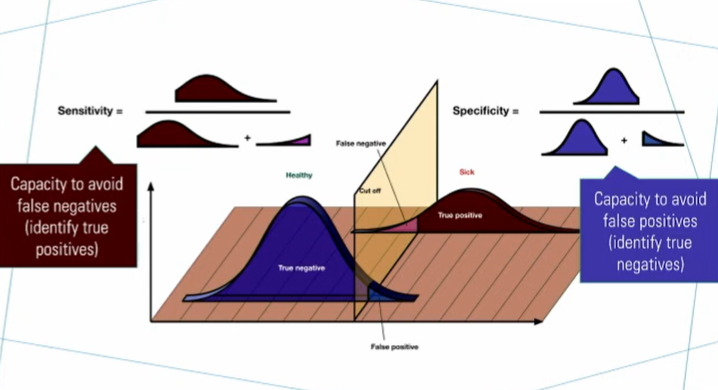 Sensitivity =
+
Specificity =
+
False negative
Healthy
Cut off
Sick
True positive
True negative
False positive
Capacity to avoid
false negatives
(identify true
positives)
Capacity to avoid
false positives
(identify true
negatives)